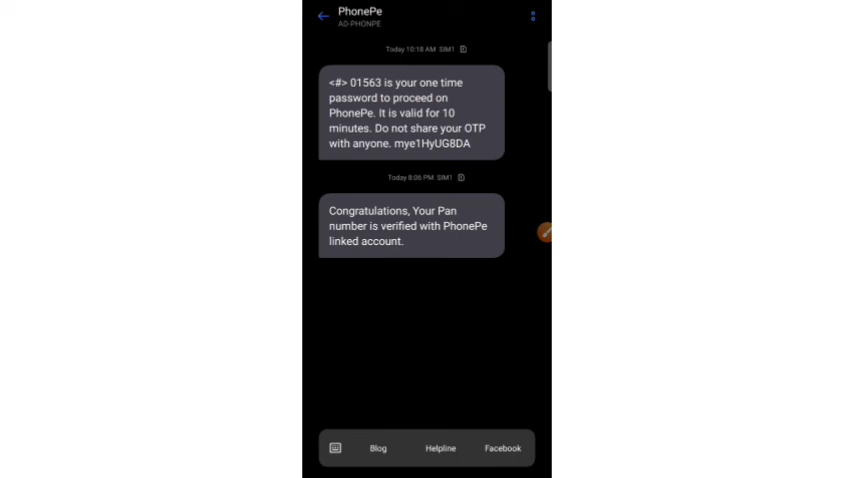 PhonePe
AD-PHONPE
Today 10:18 AM SIM1
<#> 01563 is your one time
password to proceed on
PhonePe. It is valid for 10
minutes. Do not share your OTP
with anyone. mye1HyUG8DA
Today 8:06 PM SIM1
Congratulations, Your Pan
number is verified with PhonePe
linked account.
Blog Helpline Facebook